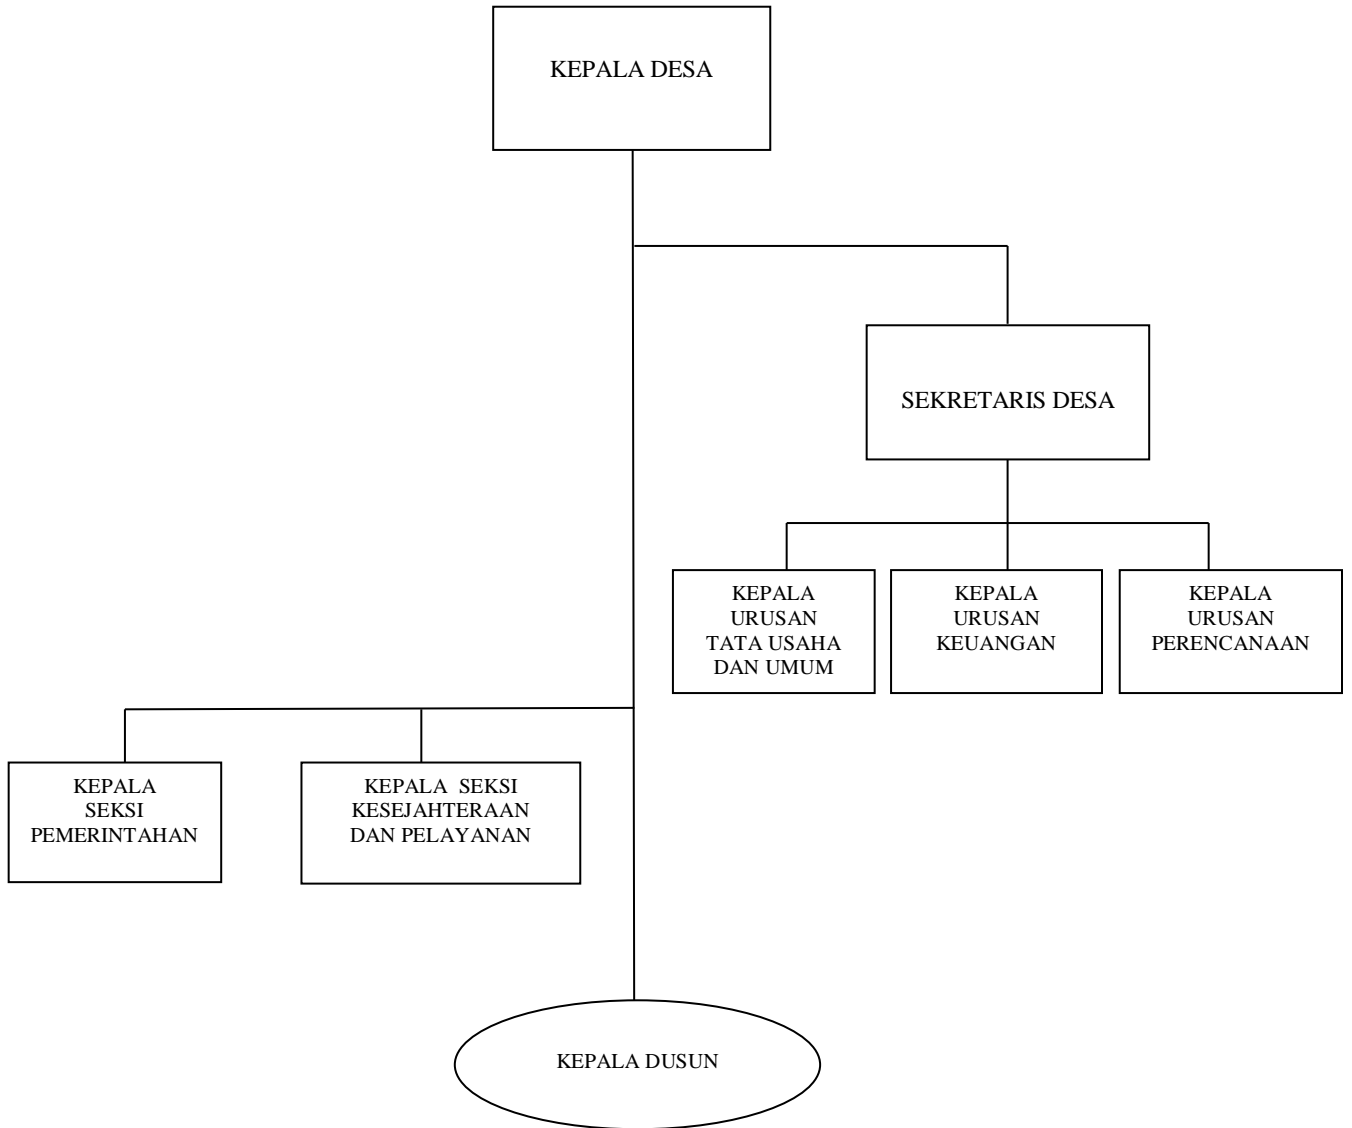 KEPALA DESA
SEKRETARIS DESA
KEPALA
URUSAN
TATA USAHA
DAN UMUM
KEPALA
URUSAN
KEUANGAN
KEPALA
URUSAN
PERENCANAAN
KEPALA
SEKSI
PEMERINTAHAN
KEPALA  SEKSI
KESEJAHTERAAN
DAN PELAYANAN
KEPALA DUSUN